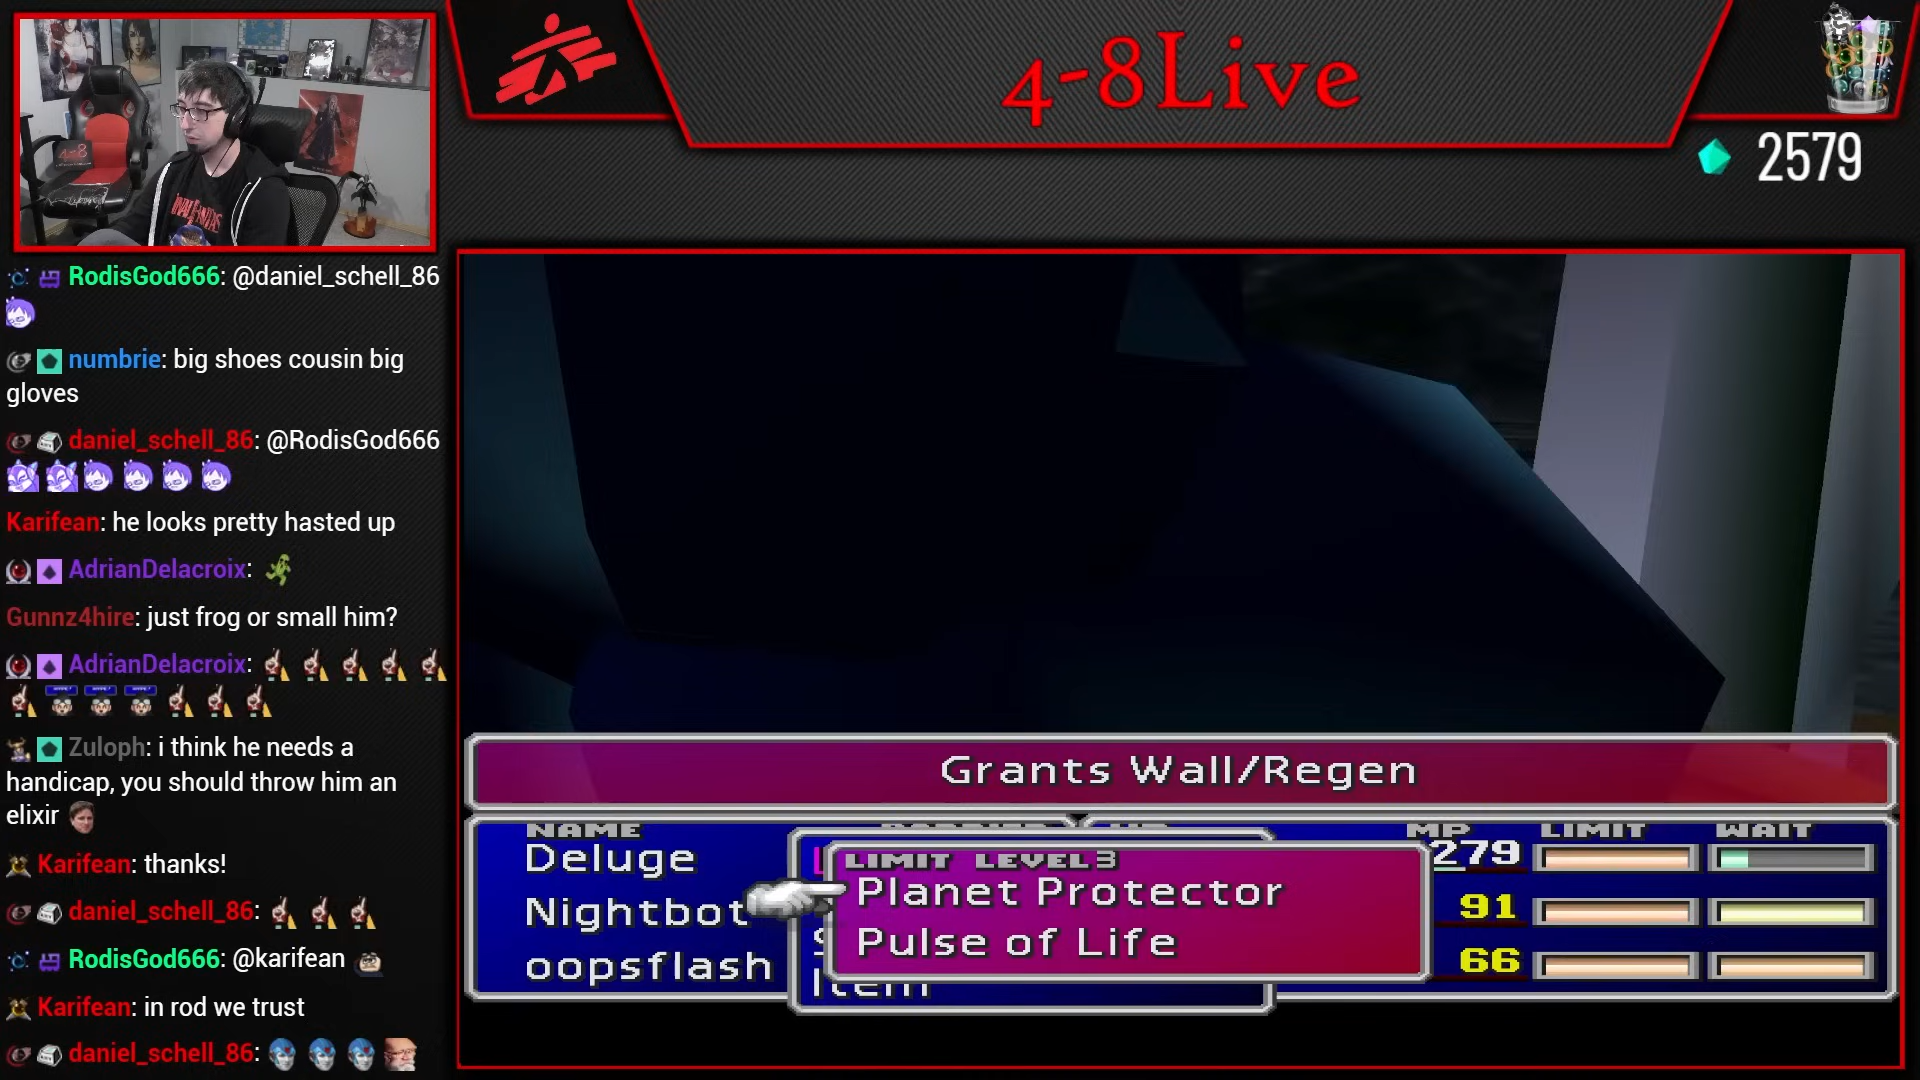 4-8Live
2579
RodisGod666: @daniel_schell_86
numbrie: big shoes cousin big
gloves
daniel_schell_86: @RodisGod666
Karifean: he looks pretty hasted up
AdrianDelacroix:
Gunnz4hire: just frog or small him?
AdrianDelacroix:
Zuloph: i think he needs a
handicap, you should throw him an
elixir
Karifean: thanks!
daniel_schell_86:
RodisGod666: @karifean
Karifean: in rod we trust
daniel_schell_86:
Grants Wall/Regen
NAME MP LIMIT WAIT
Deluge 279
LIMIT LEVEL3
Planet Protector
Nightbot 91
Pulse of Life
oopsflash 66
Item